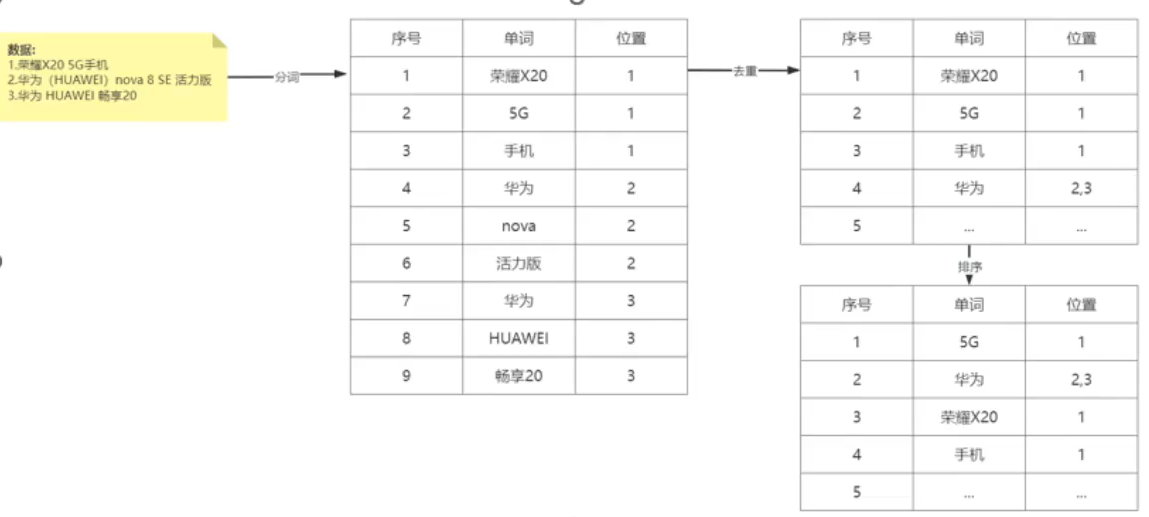 数据:
1.荣耀X20 5G手机
2.华为（HUAWEI）nova 8 SE 活力版
3.华为 HUAWEI 畅享20
分词
序号 单词 位置
1 荣耀X20 1
2 5G 1
3 手机 1
4 华为 2
5 nova 2
6 活力版 2
7 华为 3
8 HUAWEI 3
9 畅享20 3
去重
序号 单词 位置
1 荣耀X20 1
2 5G 1
3 手机 1
4 华为 2,3
5 ... ...
排序
序号 单词 位置
1 5G 1
2 华为 2,3
3 荣耀X20 1
4 手机 1
5 ... ...